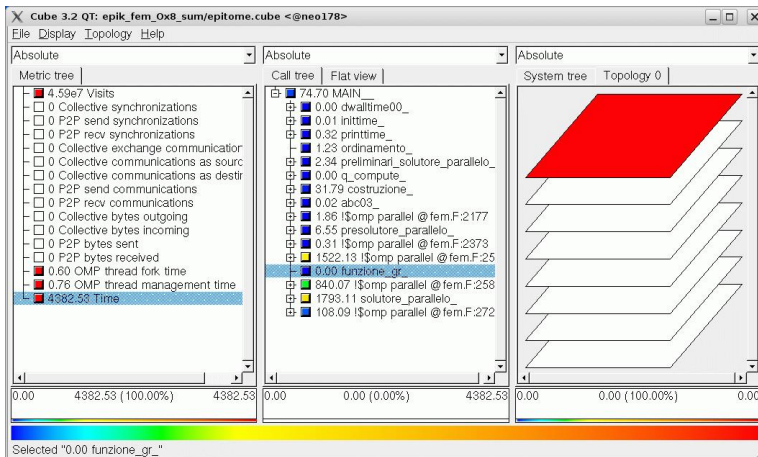 Cube 3.2 QT: epik_fem_0x8_sum/epitome.cube <@neo178>
File Display Topology Help
Absolute
Metric tree
4.59e7 Visits
0 Collective synchronizations
0 P2P send synchronizations
0 P2P recv synchronizations
0 Collective exchange communication
0 Collective communications as sourc
0 Collective communications as destir
0 P2P send communications
0 P2P recv communications
0 Collective bytes outgoing
0 Collective bytes incoming
0 P2P bytes sent
0 P2P bytes received
0.60 OMP thread fork time
0.76 OMP thread management time
4382.53 Time
0.00 4382.53 (100.00%) 4382.53
Absolute
Call tree Flat view
74.70 MAIN__
0.00 dwalltime00_
0.01 inittime_
0.32 printtime_
1.23 ordinamento_
2.34 preliminari_solutore_parallelo_
0.00 q_compute_
31.79 costruzione_
0.02 abc03_
1.86 !$omp parallel @fem.F:2177
6.55 presolutore_parallelo_
0.31 !$omp parallel @fem.F:2373
1522.13 !$omp parallel @fem.F:25
0.00 funzione_gr_
840.07 !$omp parallel @fem.F:258
1793.11 solutore_parallelo_
108.09 !$omp parallel @fem.F:272
0.00 0.00 (0.00%) 4382.53
Absolute
System tree Topology 0
0.00 0.00 (100.00%) 0.00
Selected "0.00 funzione_gr_"